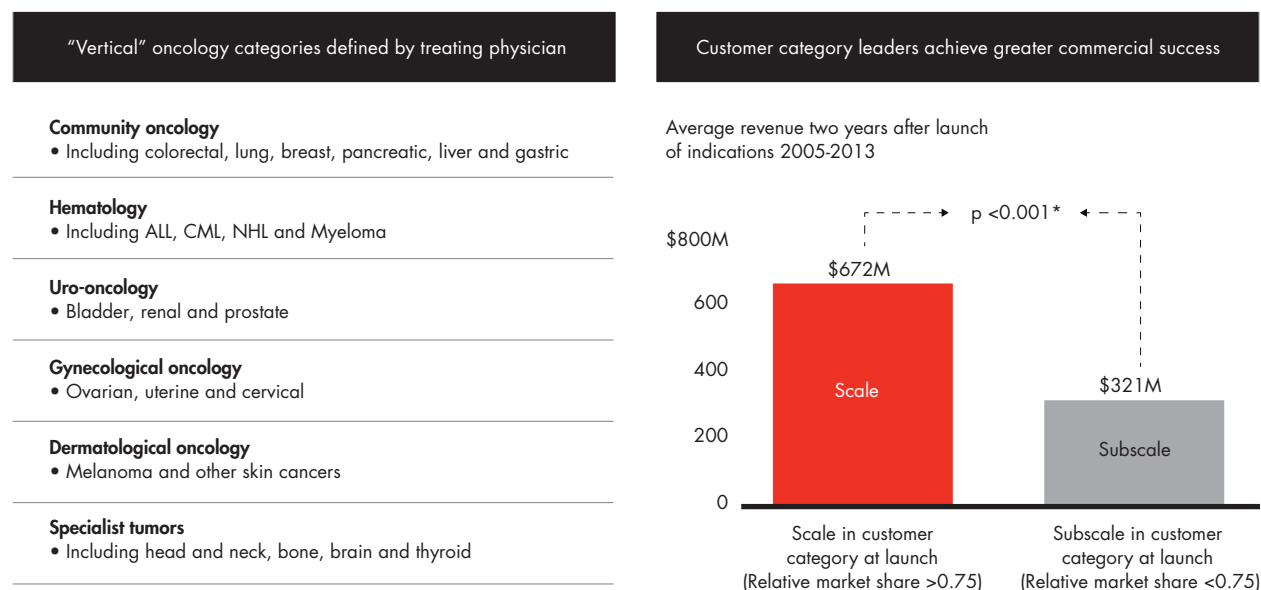 “Vertical” oncology categories defined by treating physician
Community oncology
• Including colorectal, lung, breast, pancreatic, liver and gastric
Hematology
• Including ALL, CML, NHL and Myeloma
Uro-oncology
• Bladder, renal and prostate
Gynecological oncology
• Ovarian, uterine and cervical
Dermatological oncology
• Melanoma and other skin cancers
Specialist tumors
• Including head and neck, bone, brain and thyroid
Customer category leaders achieve greater commercial success
Average revenue two years after launch
of indications 2005-2013
p <0.001*
$800M
600
400
200
0
$672M
Scale
$321M
Subscale
Scale in customer
category at launch
(Relative market share >0.75)
Subscale in customer
category at launch
(Relative market share <0.75)